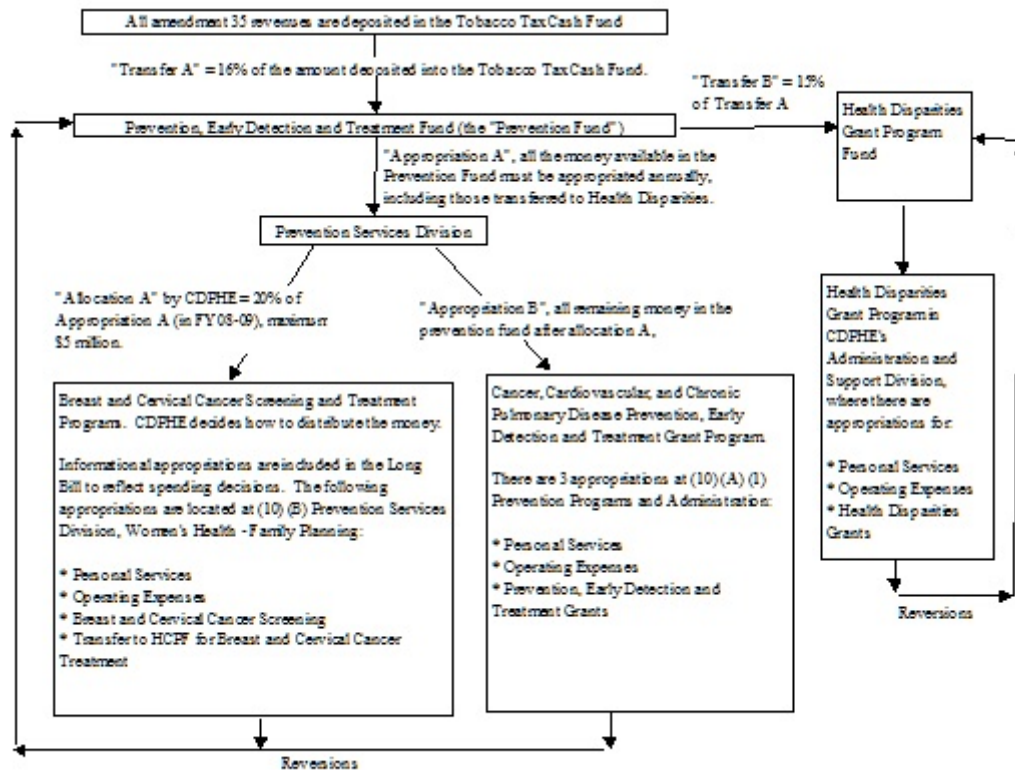 All amendment 35 revenues are deposited in the Tobacco Tax Cash Fund
"Transfer A" = 16% of the amount deposited into the Tobacco Tax Cash Fund.
"Transfer B" = 15%
of Transfer A
Health Disparities
Grant Program
Fund
Prevention, Early Detection and Treatment Fund (the "Prevention Fund")
"Appropriation A", all the money available in the
Prevention Fund must be appropriated annually,
including those transferred to Health Disparities.
Prevention Services Division
"Allocation A" by CDPHE = 20% of
Appropriation A (in FY 08-09), maximum
$5 million.
"Appropriation B", all remaining money in the
prevention fund after allocation A,
Health Disparities
Grant Program in
CDPHE's
Administration and
Support Division,
where there are
appropriations for:
* Personal Services
* Operating Expenses
* Health Disparities
Grants
Breast and Cervical Cancer Screening and Treatment
Programs. CDPHE decides how to distribute the money.
Informational appropriations are included in the Long
Bill to reflect spending decisions. The following
appropriations are located at (10) (B) Prevention Services
Division, Women's Health - Family Planning:
* Personal Services
* Operating Expenses
* Breast and Cervical Cancer Screening
* Transfer to HCPF for Breast and Cervical Cancer
Treatment
Cancer, Cardiovascular, and Chronic
Pulmonary Disease Prevention, Early
Detection and Treatment Grant Program.
There are 3 appropriations at (10) (A) (1)
Prevention Programs and Administration:
* Personal Services
* Operating Expenses
* Prevention, Early Detection and
Treatment Grants
Reversions
Reversions